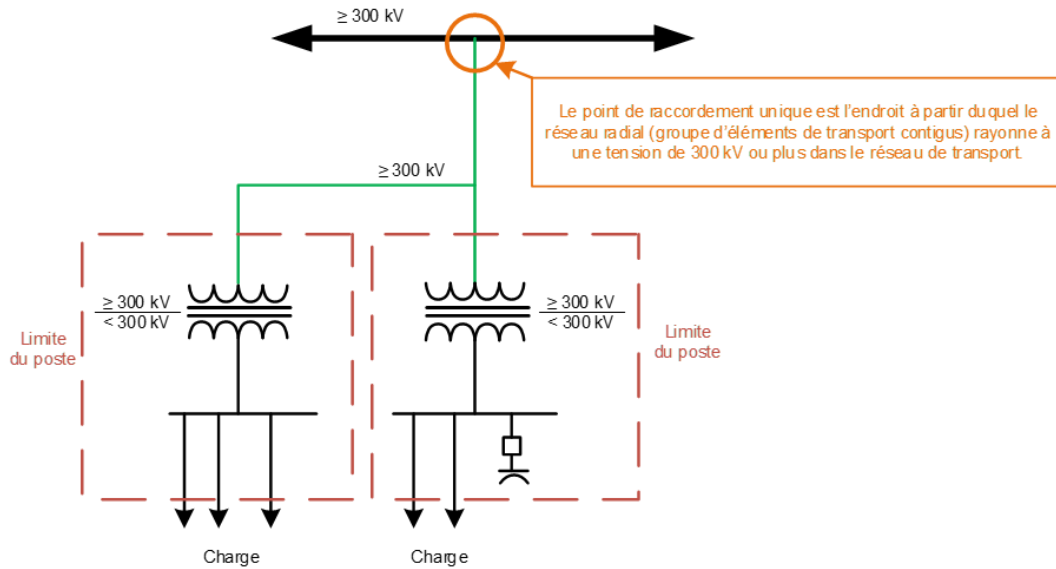 ≥ 300 kV
Le point de raccordement unique est l'endroit à partir duquel le
réseau radial (groupe d'éléments de transport contigus) rayonne à
une tension de 300 kV ou plus dans le réseau de transport.
≥ 300 kV
≥ 300 kV
< 300 kV
≥ 300 kV
< 300 kV
Limite
du poste
Limite
du poste
Charge
Charge